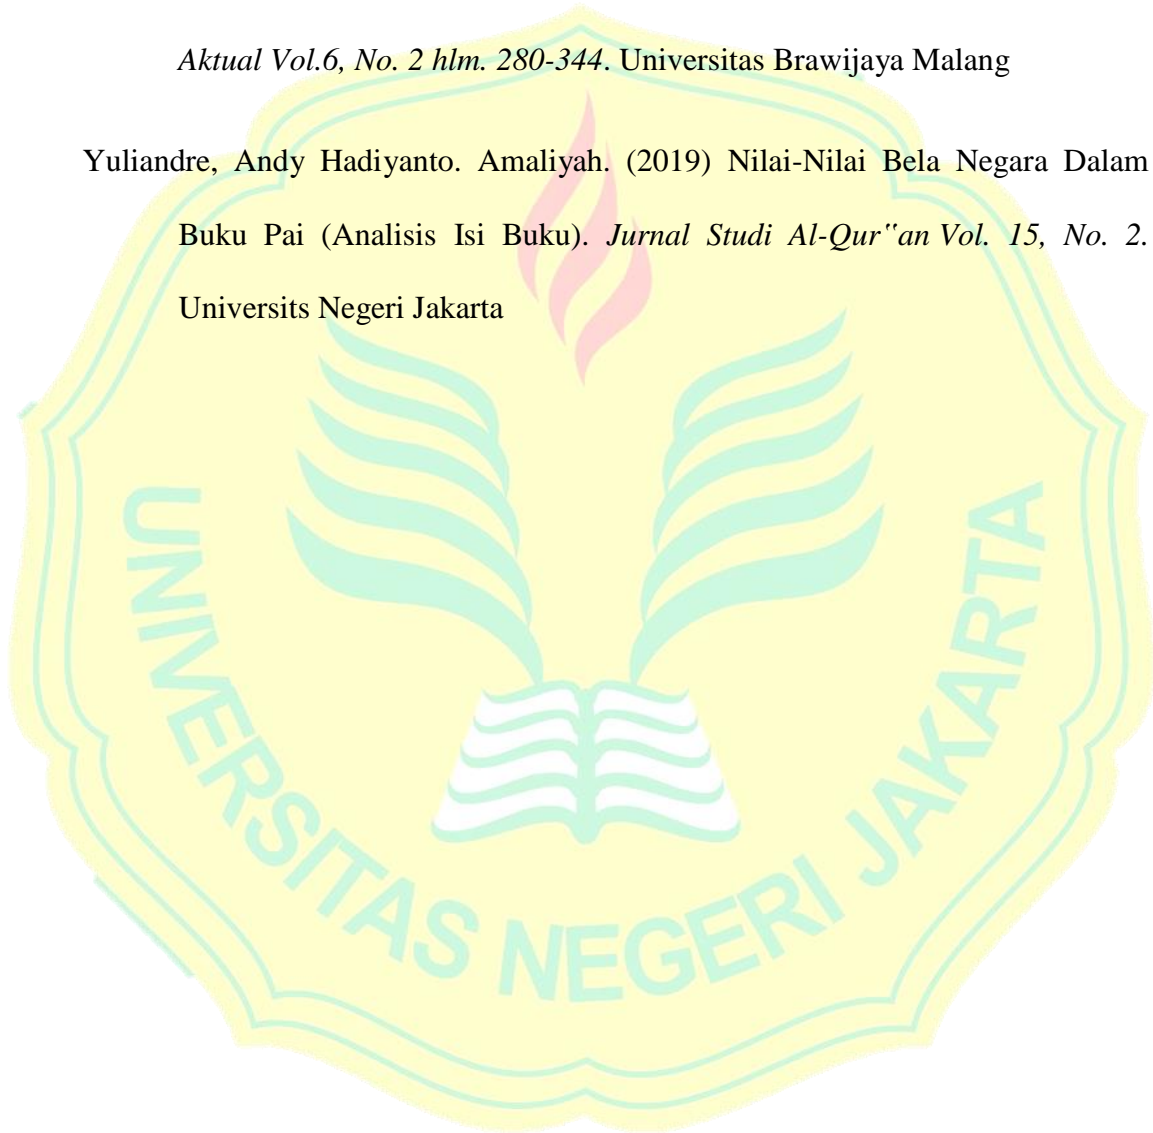 Aktual Vol.6, No. 2 hlm. 280-344. Universitas Brawijaya Malang
Yuliandre, Andy Hadiyanto. Amaliyah. (2019) Nilai-Nilai Bela Negara Dalam
Buku Pai (Analisis Isi Buku). Jurnal Studi Al-Qur‟an Vol. 15, No. 2.
Universits Negeri Jakarta
UNIVERSITAS NEGERI JAKARTA